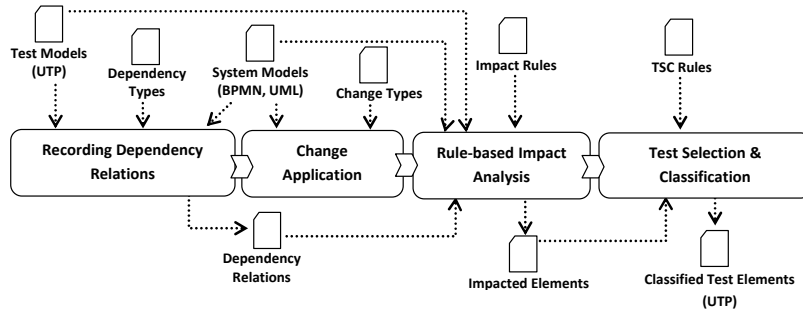 Test Models
(UTP)
Dependency
Types
System Models
(BPMN, UML)
Change Types
Impact Rules
TSC Rules
Recording Dependency
Relations
Change
Application
Rule-based Impact
Analysis
Test Selection &
Classification
Dependency
Relations
Impacted Elements
Classified Test Elements
(UTP)